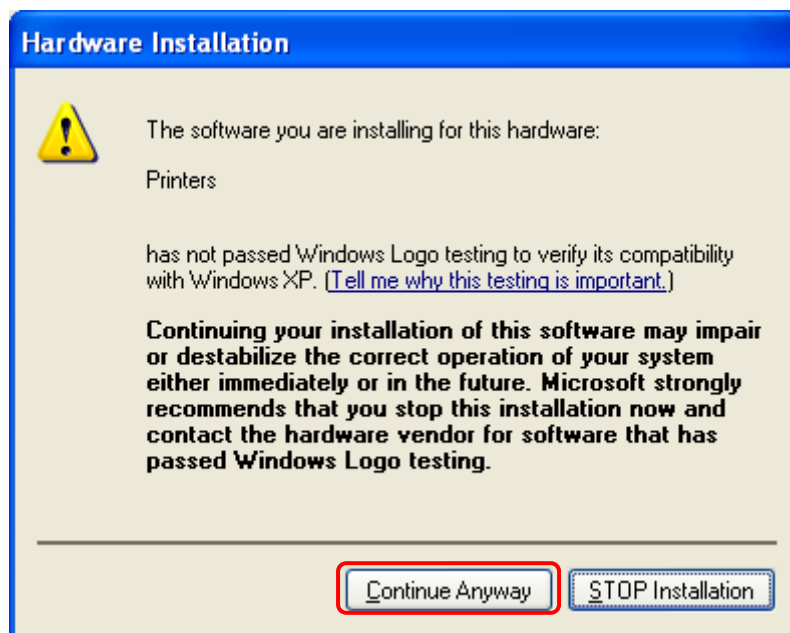 Hardware Installation
The software you are installing for this hardware:
Printers
has not passed Windows Logo testing to verify its compatibility
with Windows XP. (Tell me why this testing is important.)
Continuing your installation of this software may impair
or destabilize the correct operation of your system
either immediately or in the future. Microsoft strongly
recommends that you stop this installation now and
contact the hardware vendor for software that has
passed Windows Logo testing.
Continue Anyway
STOP Installation